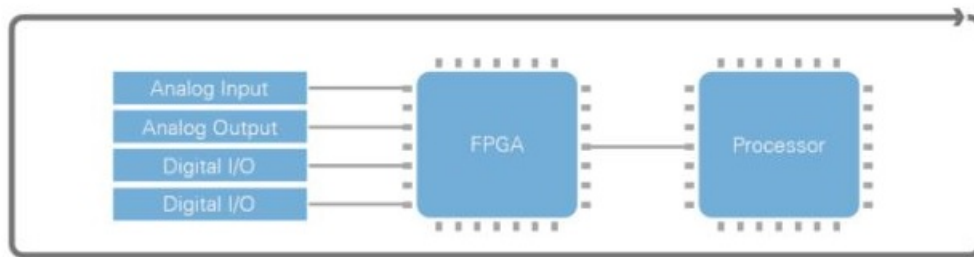 Analog Input
Analog Output
Digital I/O
Digital I/O
FPGA
Processor